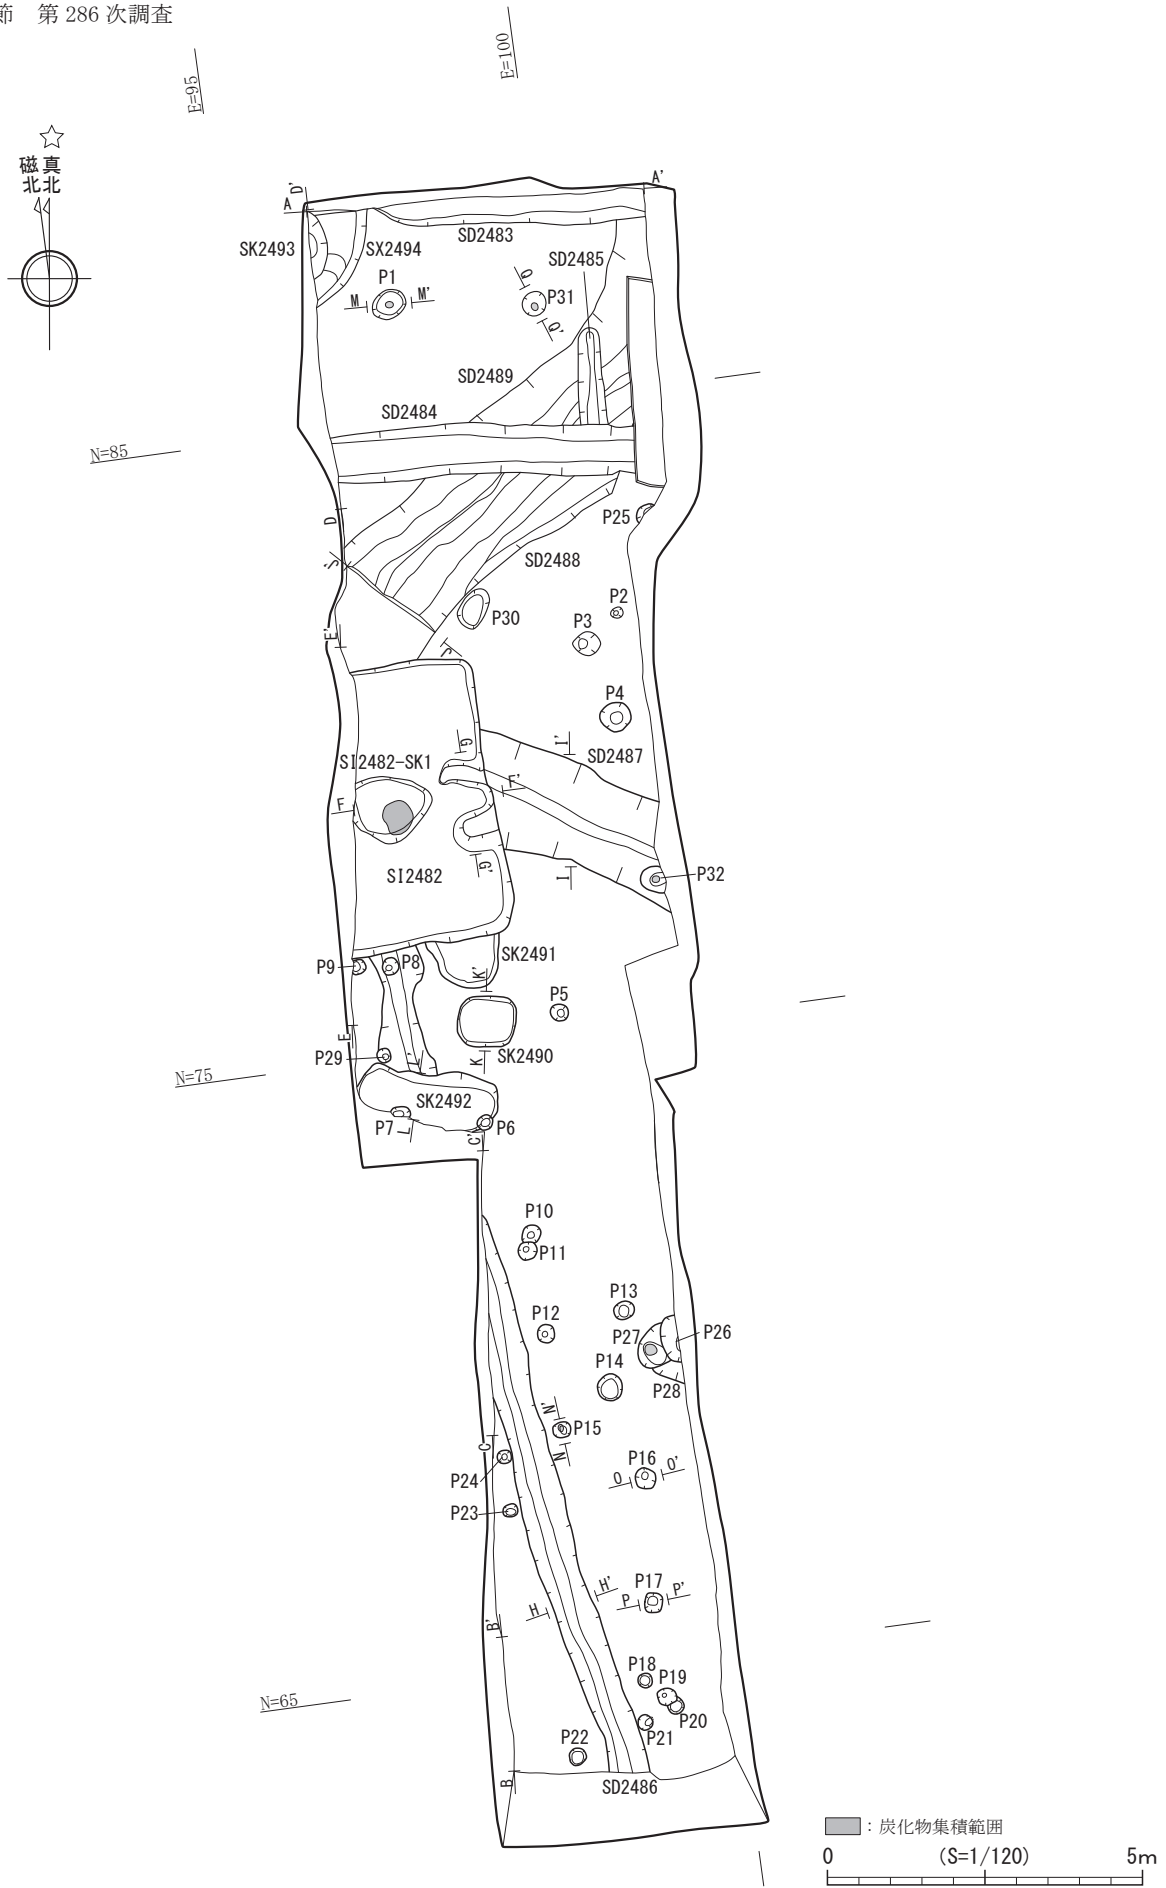 節　第 286 次調査
E=100
E=95
☆
磁北 真北
D'
A
A'
SK2493
SX2494
SD2483
SD2485
P1
M
M'
Q
P31
Q'
SD2489
SD2484
N=85
D
P25
J'
SD2488
P2
P30
P3
E'
J
P4
G
I'
SD2487
SI2482-SK1
F'
F
G'
SI2482
I
P32
SK2491
P9
P8
K'
P5
E
P29
L'
K
SK2490
N=75
SK2492
P7
L
C'
P6
P10
P11
P13
P12
P27
P26
P14
P28
N'
P15
C
N
P16
O
O'
P24
P23
H'
P17
P
P'
H
B'
P18
P19
N=65
P20
P21
P22
B
SD2486
：炭化物集積範囲
0 (S=1/120) 5m